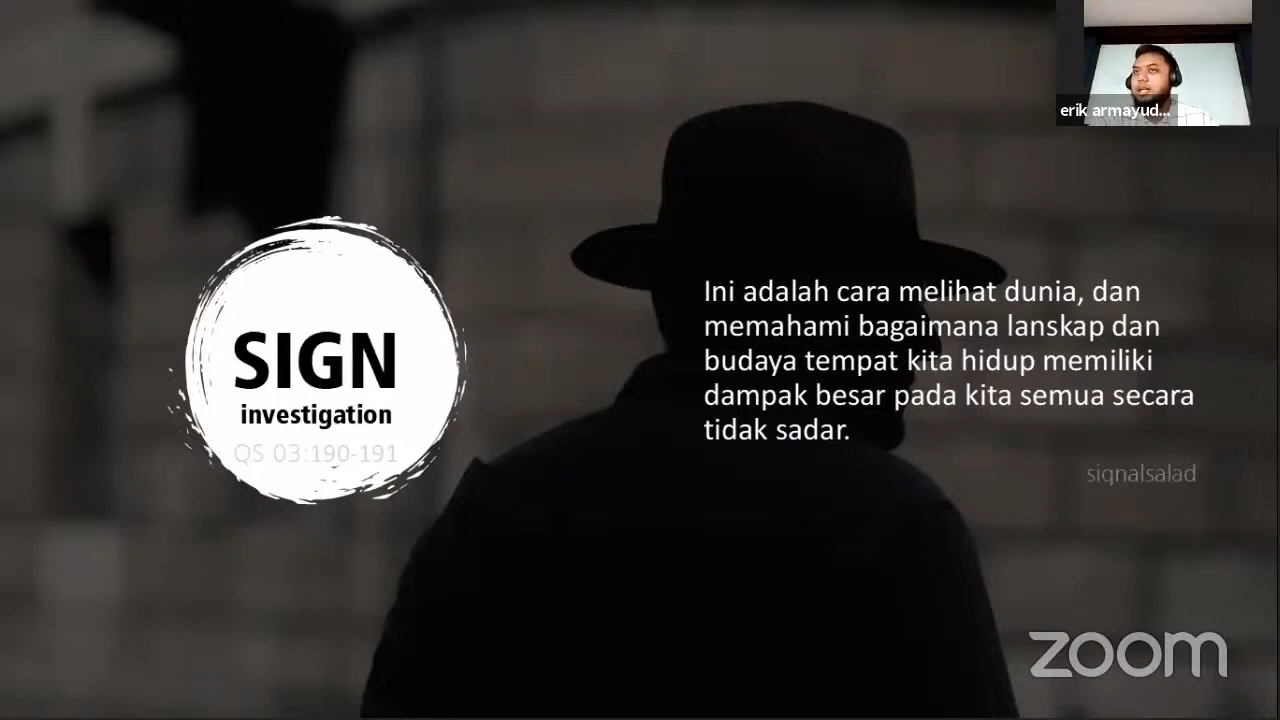 erik armayud...
SIGN
investigation
QS 03:190-191
Ini adalah cara melihat dunia, dan
memahami bagaimana lanskap dan
budaya tempat kita hidup memiliki
dampak besar pada kita semua secara
tidak sadar.
signalsalad
zoom